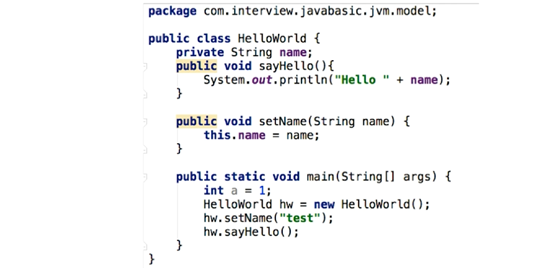 package com.interview.javabasic.jvm.model;
public class HelloWorld {
private String name;
public void sayHello(){
System.out.println("Hello " + name);
}
public void setName(String name) {
this.name = name;
}
public static void main(String[] args) {
int a = 1;
HelloWorld hw = new HelloWorld();
hw.setName("test");
hw.sayHello();
}
}